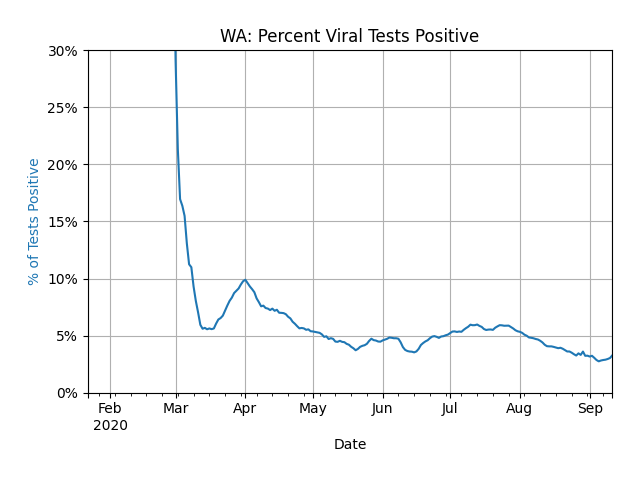 WA: Percent Viral Tests Positive
30%
25%
20%
15%
10%
5%
0%
% of Tests Positive
Feb Mar Apr May Jun Jul Aug Sep
2020
Date